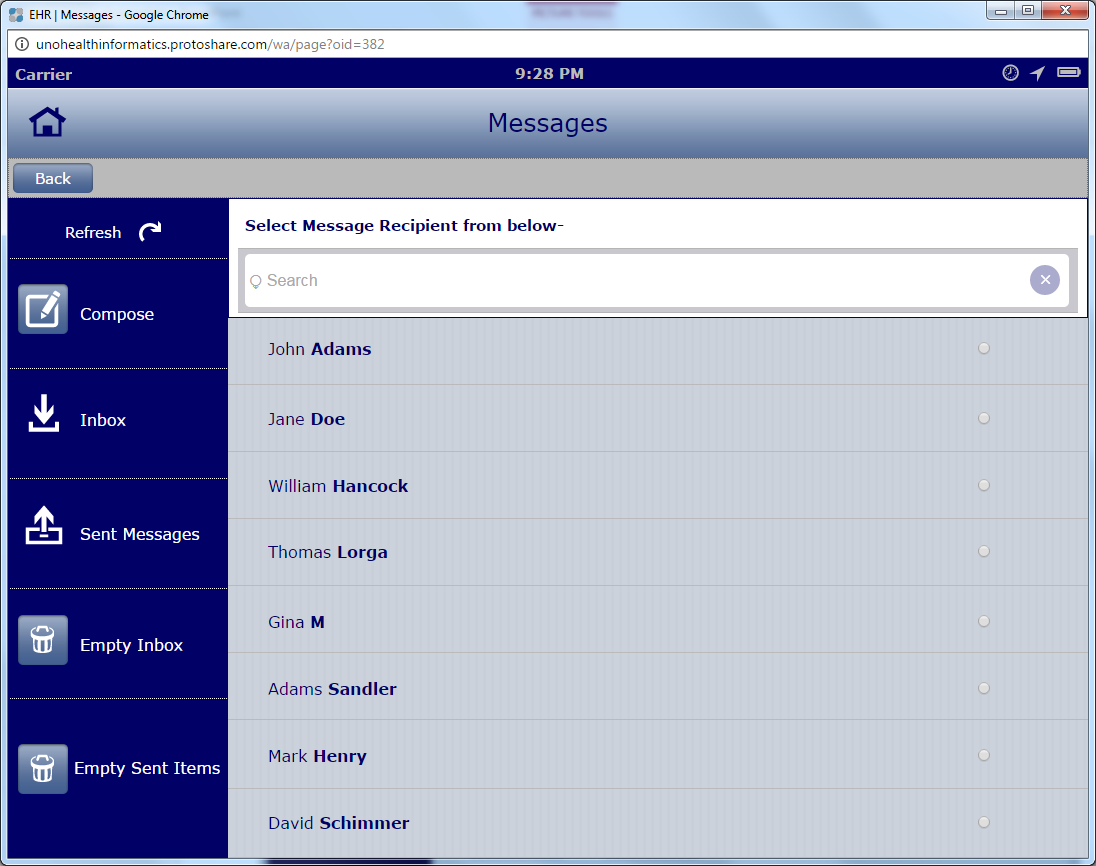 EHR | Messages - Google Chrome
unohealthinformatics.protoshare.com/wa/page?oid=382
Carrier 9:28 PM
Messages
Back
Refresh
Compose
Inbox
Sent Messages
Empty Inbox
Empty Sent Items
Select Message Recipient from below-
Search
John Adams
Jane Doe
William Hancock
Thomas Lorga
Gina M
Adams Sandler
Mark Henry
David Schimmer